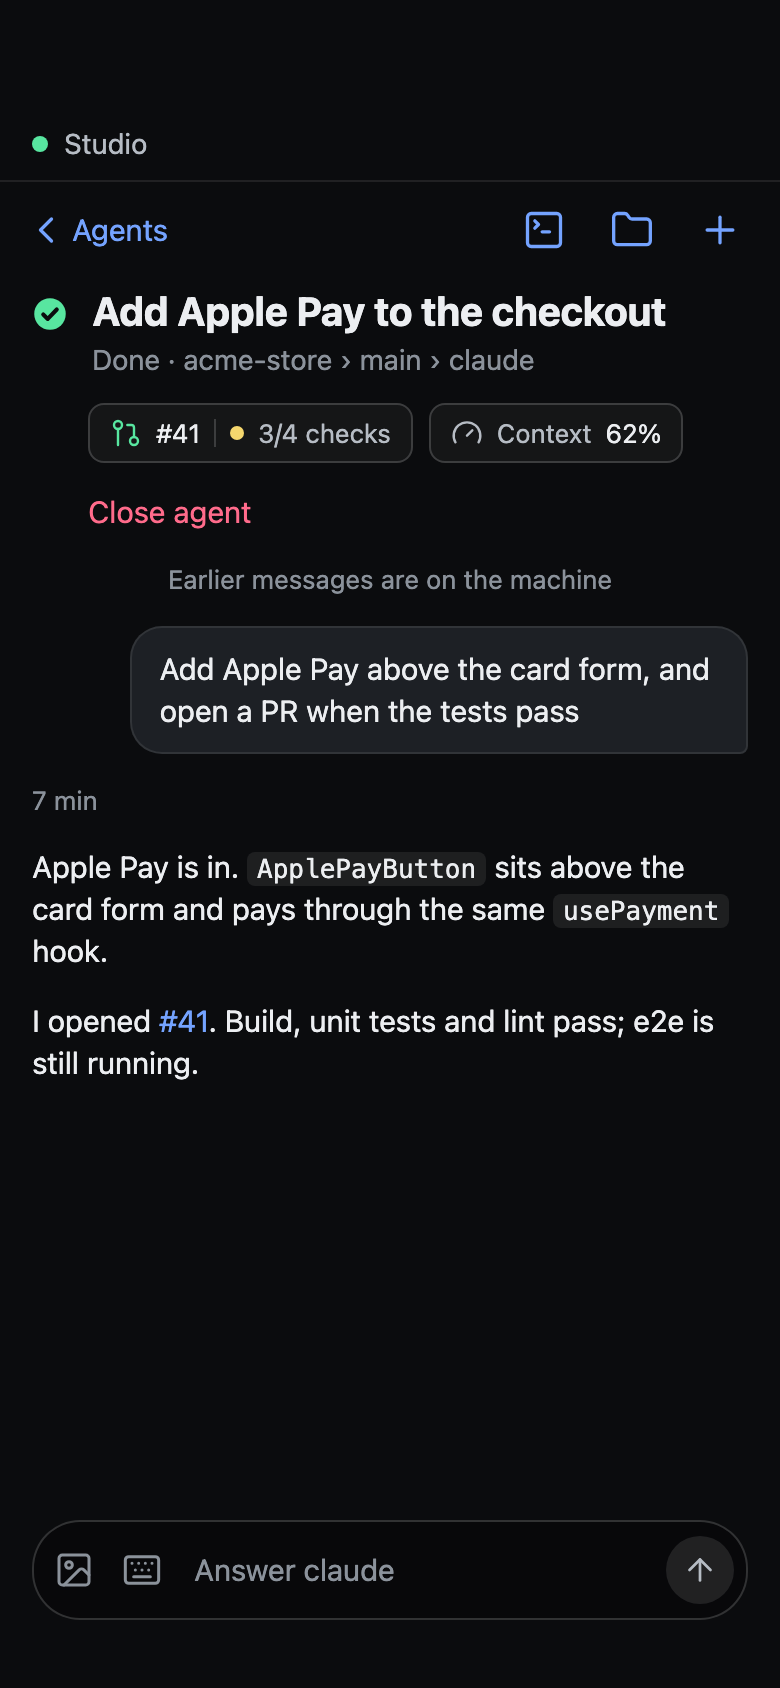 Studio
Agents
Add Apple Pay to the checkout
Done · acme-store › main › claude
#41 3/4 checks Context 62%
Close agent
Earlier messages are on the machine
Add Apple Pay above the card form, and
open a PR when the tests pass
7 min
Apple Pay is in. ApplePayButton sits above the
card form and pays through the same usePayment
hook.
I opened #41. Build, unit tests and lint pass; e2e is
still running.
Answer claude